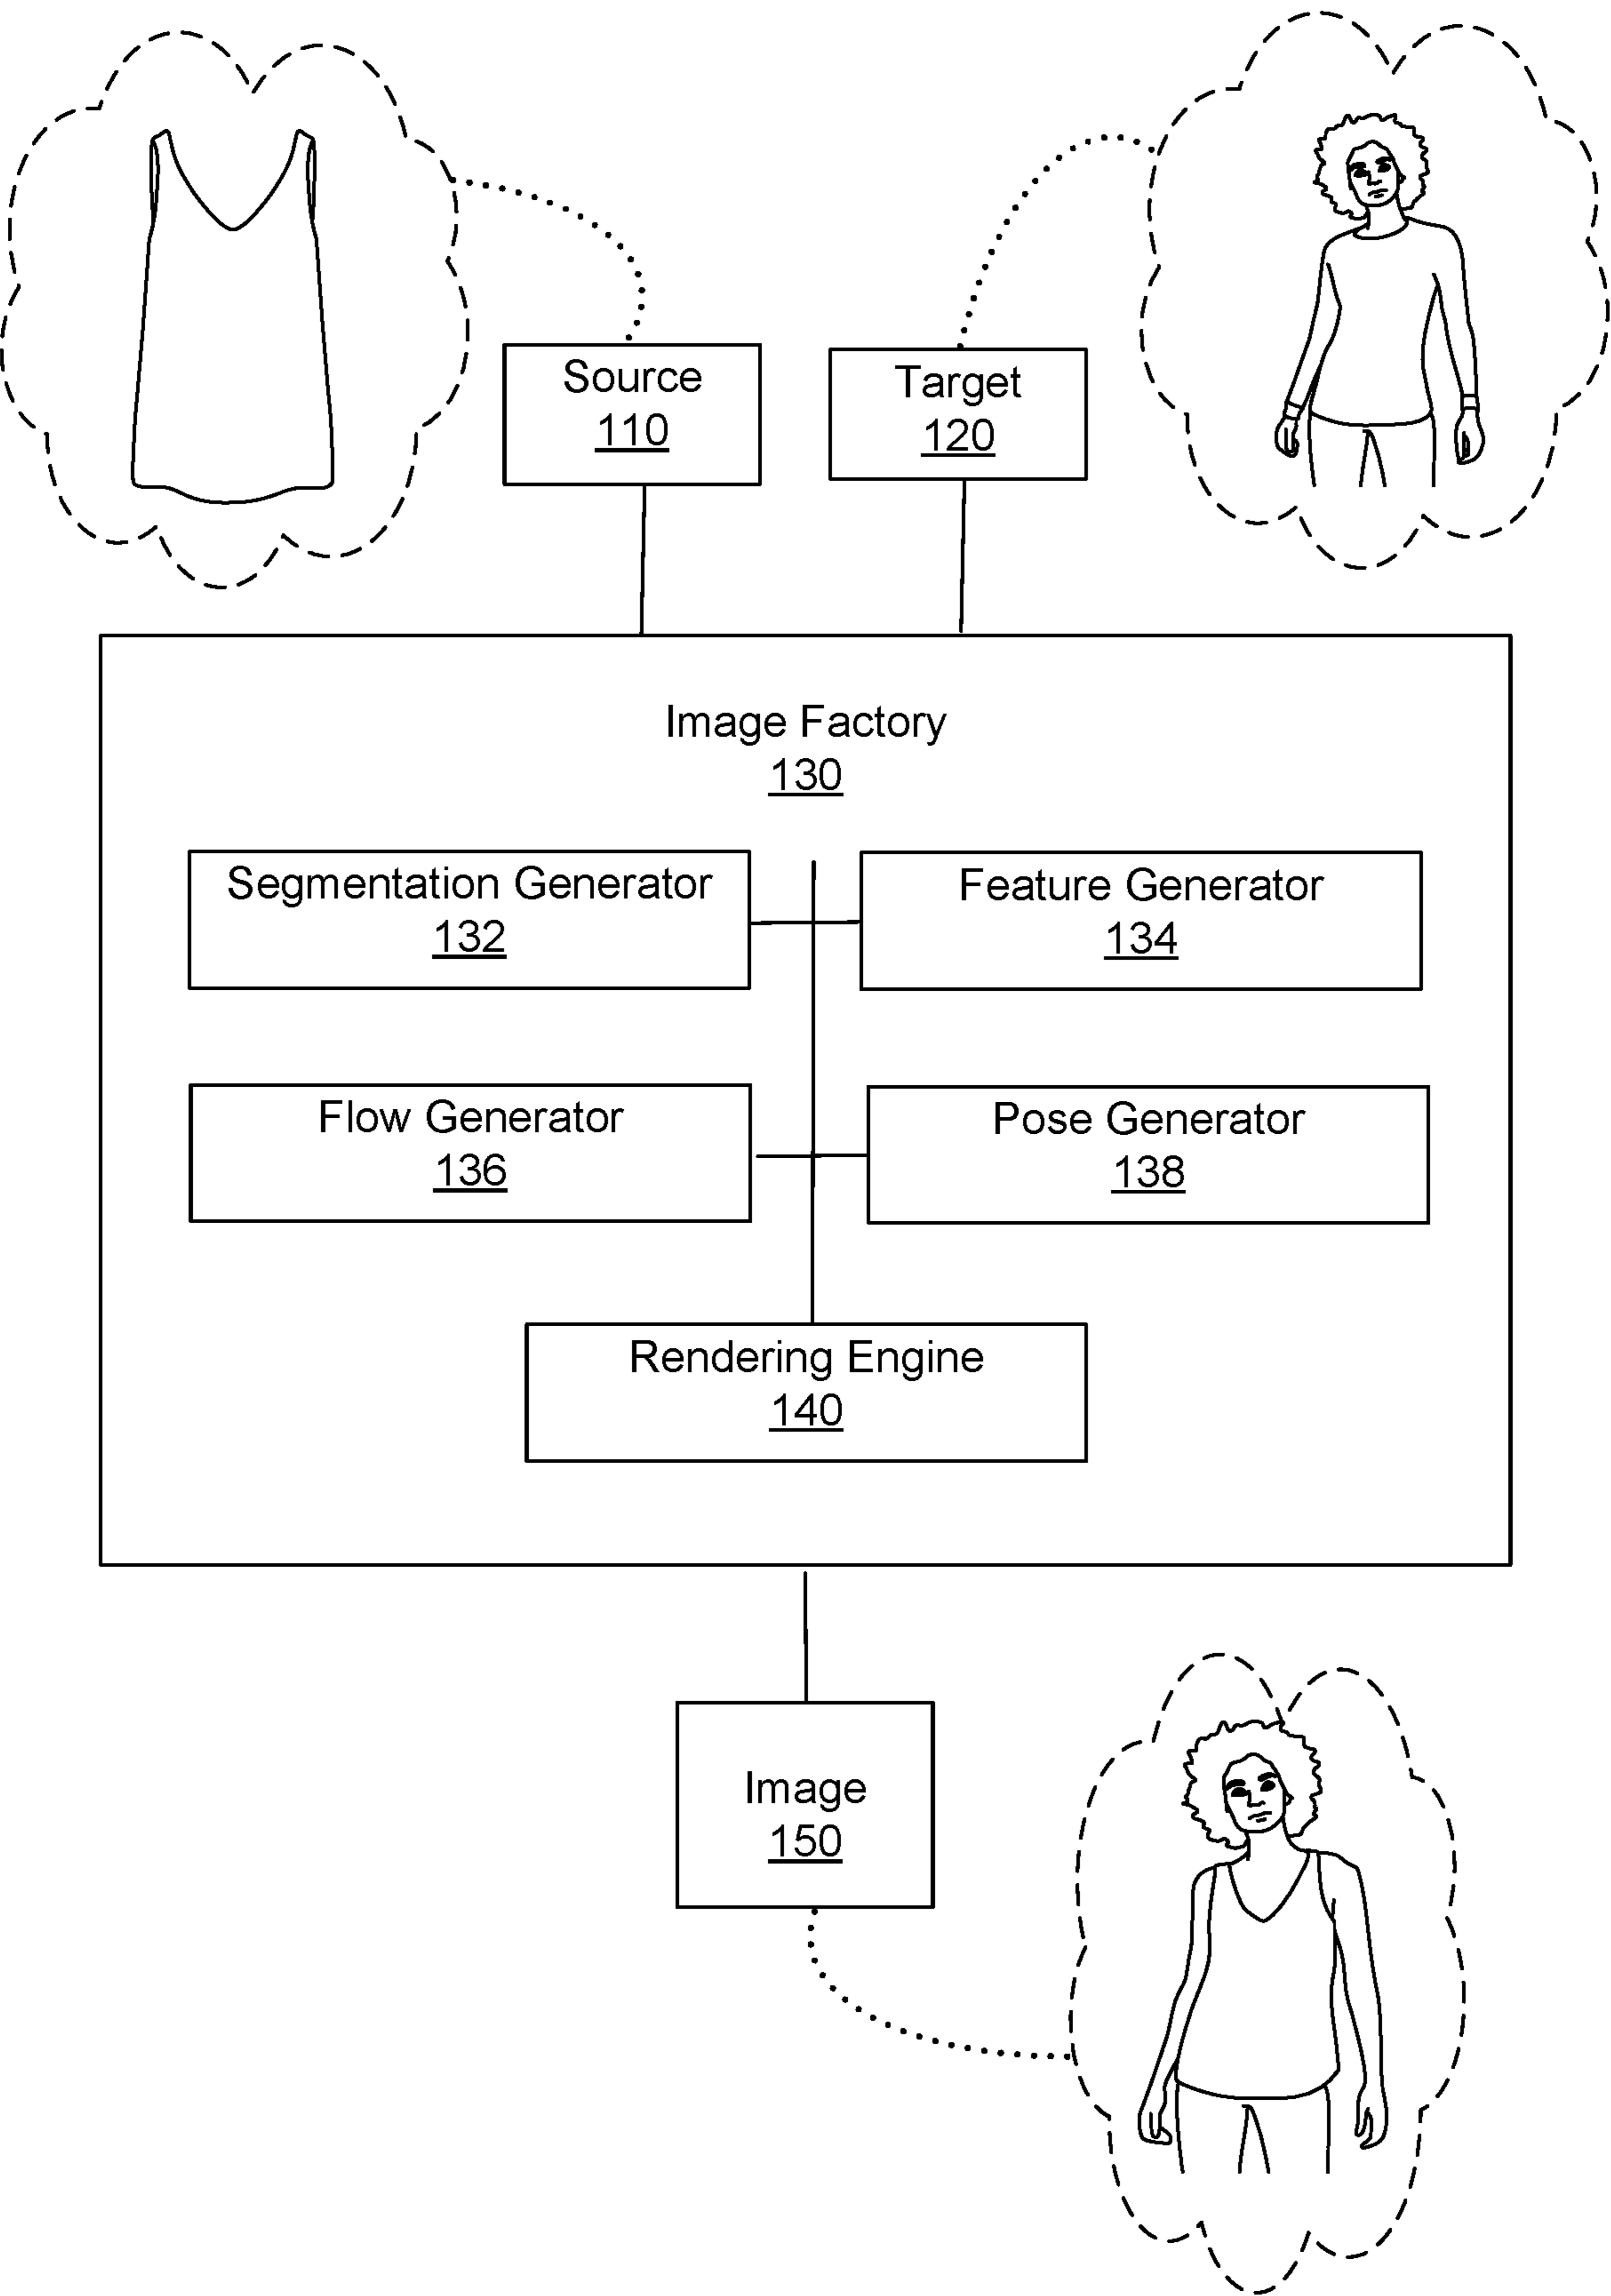 Source
110
Target
120
Image Factory
130
Segmentation Generator
132
Feature Generator
134
Flow Generator
136
Pose Generator
138
Rendering Engine
140
Image
150